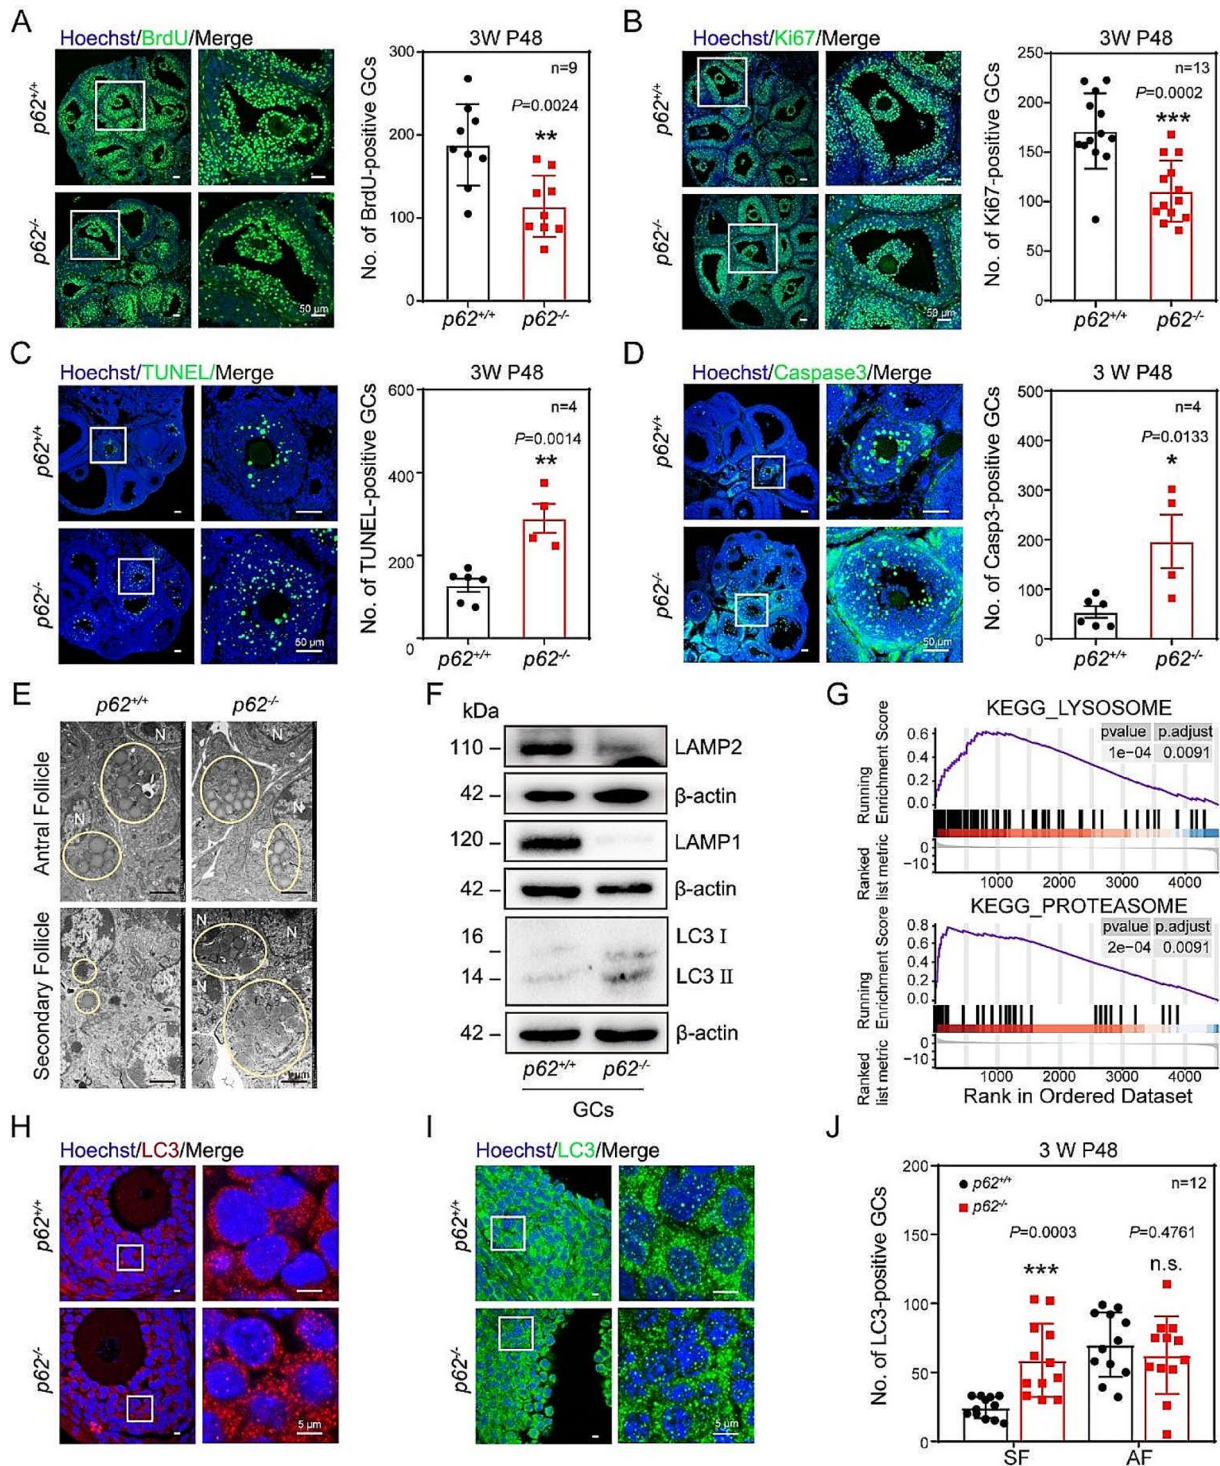 A
Hoechst/BrdU/Merge
p62+/+
p62-/-
50 µm
3W P48
n=9
P=0.0024
**
No. of BrdU-positive GCs
300
200
100
0
p62+/+ p62-/-
B
Hoechst/Ki67/Merge
p62+/+
p62-/-
50 µm
3W P48
n=13
P=0.0002
***
No. of Ki67-positive GCs
250
200
150
100
50
0
p62+/+ p62-/-
C
Hoechst/TUNEL/Merge
p62+/+
p62-/-
50 µm
3W P48
n=4
P=0.0014
**
No. of TUNEL-positive GCs
600
400
200
0
p62+/+ p62-/-
D
Hoechst/Caspase3/Merge
p62+/+
p62-/-
50 µm
3 W P48
n=4
P=0.0133
*
No. of Casp3-positive GCs
500
400
300
200
100
0
p62+/+ p62-/-
E
p62+/+ p62-/-
Antral Follicle
N N
N N
Secondary Follicle
N N N
N N
F
kDa
110 LAMP2
42 β-actin
120 LAMP1
42 β-actin
16 LC3 I
14 LC3 II
42 β-actin
p62+/+ p62-/-
GCs
G
KEGG_LYSOSOME
pvalue p.adjust
1e-04 0.0091
Running
Enrichment Score
0.6
0.4
0.2
0.0
Ranked
list metric
0
−10
1000 2000 3000 4000
KEGG_PROTEASOME
pvalue p.adjust
2e-04 0.0091
Running
Enrichment Score
0.8
0.6
0.4
0.2
0.0
Ranked
list metric
0
−10
1000 2000 3000 4000
Rank in Ordered Dataset
H
Hoechst/LC3/Merge
p62+/+
p62-/-
5 µm
I
Hoechst/LC3/Merge
p62+/+
p62-/-
5 µm
J
3 W P48
p62+/+
p62-/-
n=12
P=0.0003 P=0.4761
*** n.s.
No. of LC3-positive GCs
200
150
100
50
0
SF AF